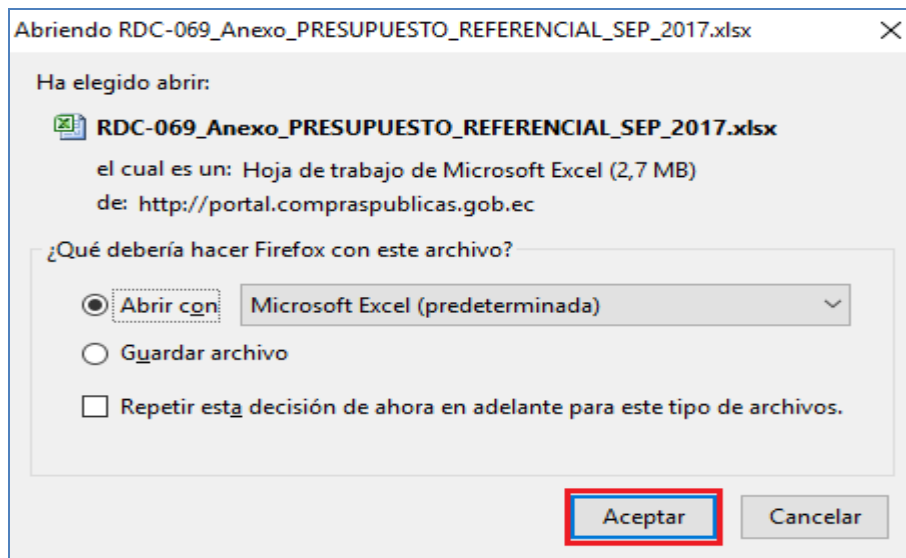 Abriendo RDC-069_Anexo_PRESUPUESTO_REFERENCIAL_SEP_2017.xlsx
Ha elegido abrir:
RDC-069_Anexo_PRESUPUESTO_REFERENCIAL_SEP_2017.xlsx
el cual es un: Hoja de trabajo de Microsoft Excel (2,7 MB)
de: http://portal.compraspublicas.gob.ec
¿Qué debería hacer Firefox con este archivo?
Abrir con Microsoft Excel (predeterminada)
Guardar archivo
Repetir esta decisión de ahora en adelante para este tipo de archivos.
Aceptar Cancelar